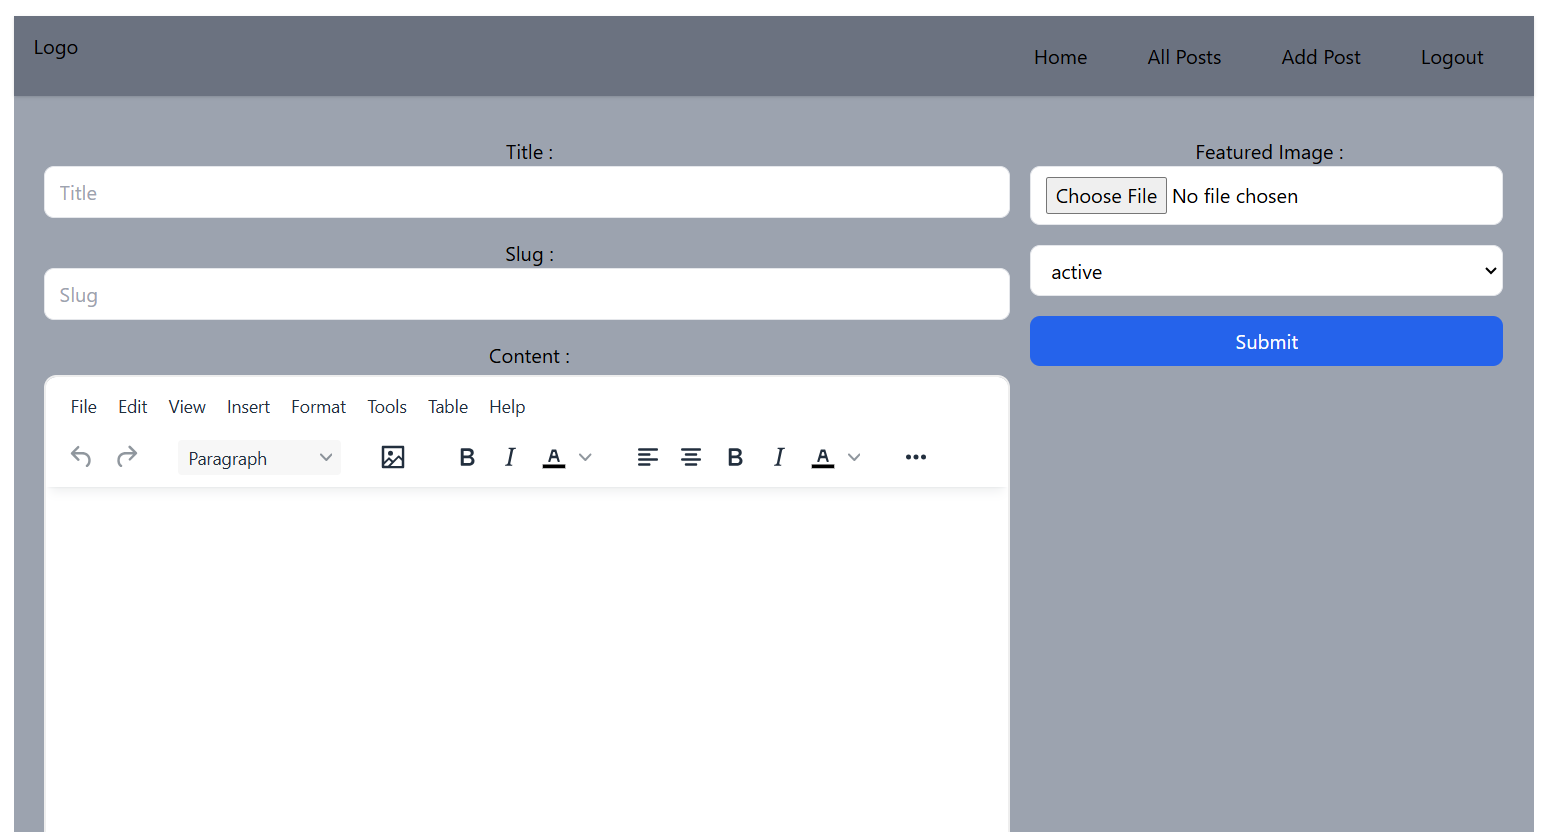 Logo
Home All Posts Add Post Logout
Title :
Title
Slug :
Slug
Content :
File Edit View Insert Format Tools Table Help
Paragraph B I A B I A
Featured Image :
Choose File No file chosen
active
Submit